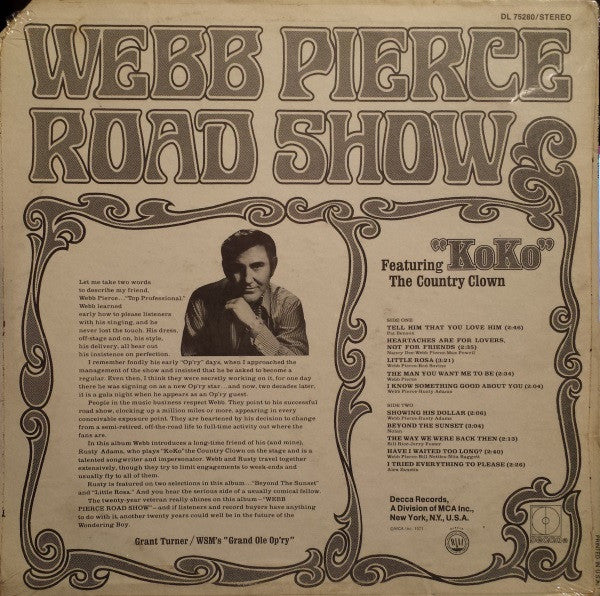 DL 75280/STEREO
WEBB PIERCE
ROAD SHOW
Let me take two words
to describe my friend,
Webb Pierce..."Top Professional."
Webb learned
early how to please listeners
with his singing, and he
never lost the touch. His dress,
off-stage and on, his style,
his delivery, all bear out
his insistence on perfection.
I remember fondly his early "Op'ry" days, when I approached the
management of the show and insisted that he be asked to become a
regular. Even then, I think they were secretly working on it, for one day
there he was signing on as a new Op'ry star...and now, two decades later,
it is a gala night when he appears as an Op'ry guest.
People in the music business respect Webb. They point to his successful
road show, clocking up a million miles or more, appearing in every
conceivable exposure point. They are heartened by his decision to change
from a semi-retired, off-the-road life to full-time activity out where the
fans are.
In this album Webb introduces a long-time friend of his (and mine),
Rusty Adams, who plays "KoKo" the Country Clown on the stage and is a
talented songwriter and impersonator. Webb and Rusty travel together
extensively, though they try to limit engagements to week-ends and
usually fly to all of them.
Rusty is featured on two selections in this album..."Beyond The Sunset"
and "Little Rosa." And you hear the serious side of a usually comical fellow.
The twenty-year veteran really shines on this album—"WEBB
PIERCE ROAD SHOW"—and if listeners and record buyers have anything
to do with it, another twenty years could well be in the future of the
Wondering Boy.
Grant Turner / WSM's "Grand Ole Op'ry"
Featuring "KoKo"
The Country Clown
SIDE ONE
TELL HIM THAT YOU LOVE HIM (2:46)
HEARTACHES ARE FOR LOVERS,
NOT FOR FRIENDS (2:35)
LITTLE ROSA (3:21)
Webb Pierce-Red Sovine
THE MAN YOU WANT ME TO BE (2:34)
Webb Pierce
I KNOW SOMETHING GOOD ABOUT YOU (2:04)
Webb Pierce-Rusty Adams
SIDE TWO
SHOWING HIS DOLLAR (2:06)
Webb Pierce-Rusty Adams
BEYOND THE SUNSET (3:04)
THE WAY WE WERE BACK THEN (2:13)
HAVE I WAITED TOO LONG? (2:40)
I TRIED EVERYTHING TO PLEASE (2:26)
Decca Records,
A Division of MCA Inc.,
New York, N.Y., U.S.A.
©MCA Inc. 1971